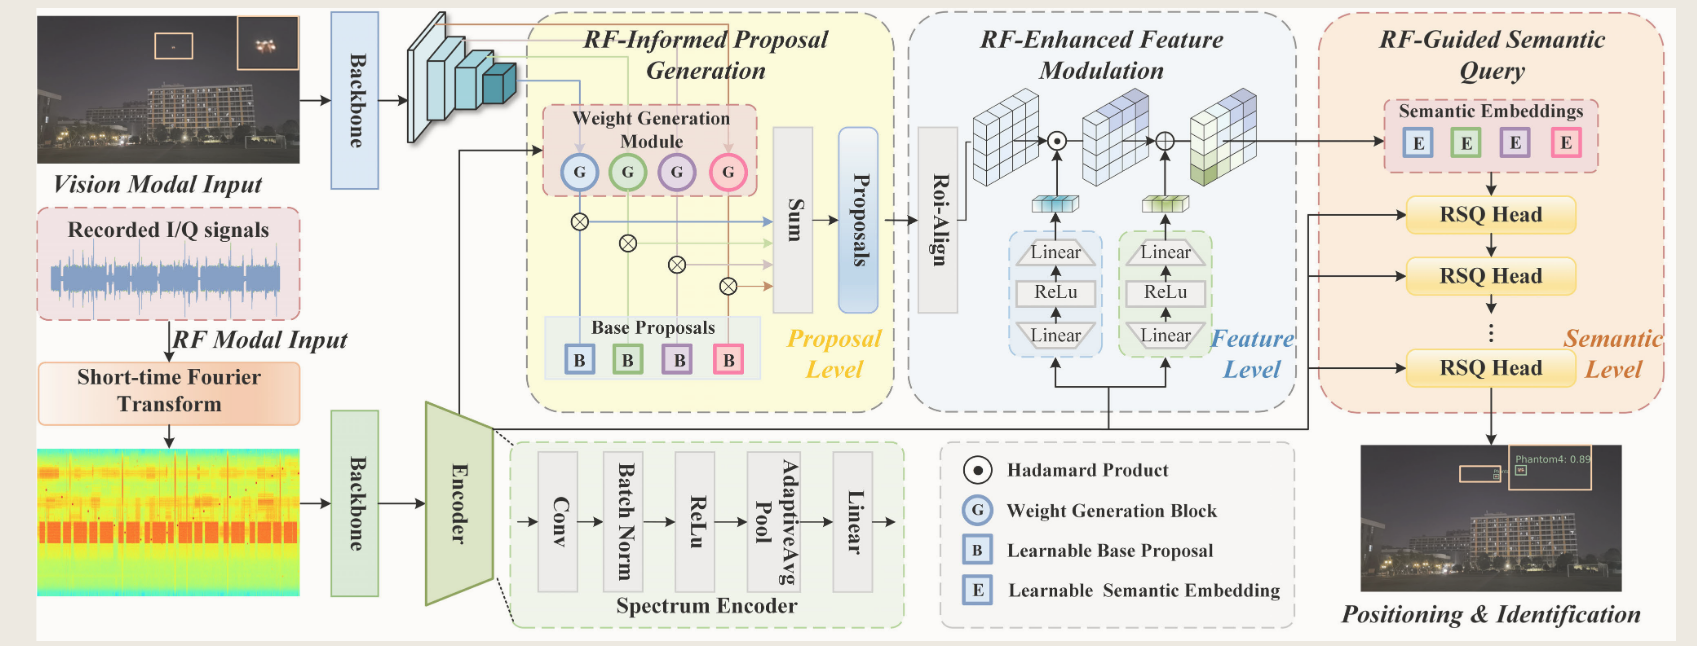 Vision Modal Input
Recorded I/Q signals
RF Modal Input
Short-time Fourier
Transform
Backbone
Backbone
Encoder
RF-Informed Proposal
Generation
Weight Generation
Module
G G G G
Sum
Proposals
Base Proposals
B B B B
Proposal
Level
RF-Enhanced Feature
Modulation
Roi-Align
Linear
ReLu
Linear
Linear
ReLu
Linear
Feature
Level
RF-Guided Semantic
Query
Semantic Embeddings
E E E E
RSQ Head
RSQ Head
RSQ Head
Semantic
Level
Conv
Batch Norm
ReLu
AdaptiveAvg
Pool
Linear
Spectrum Encoder
Hadamard Product
G Weight Generation Block
B Learnable Base Proposal
E Learnable Semantic Embedding
Phantom4: 0.89
Positioning & Identification